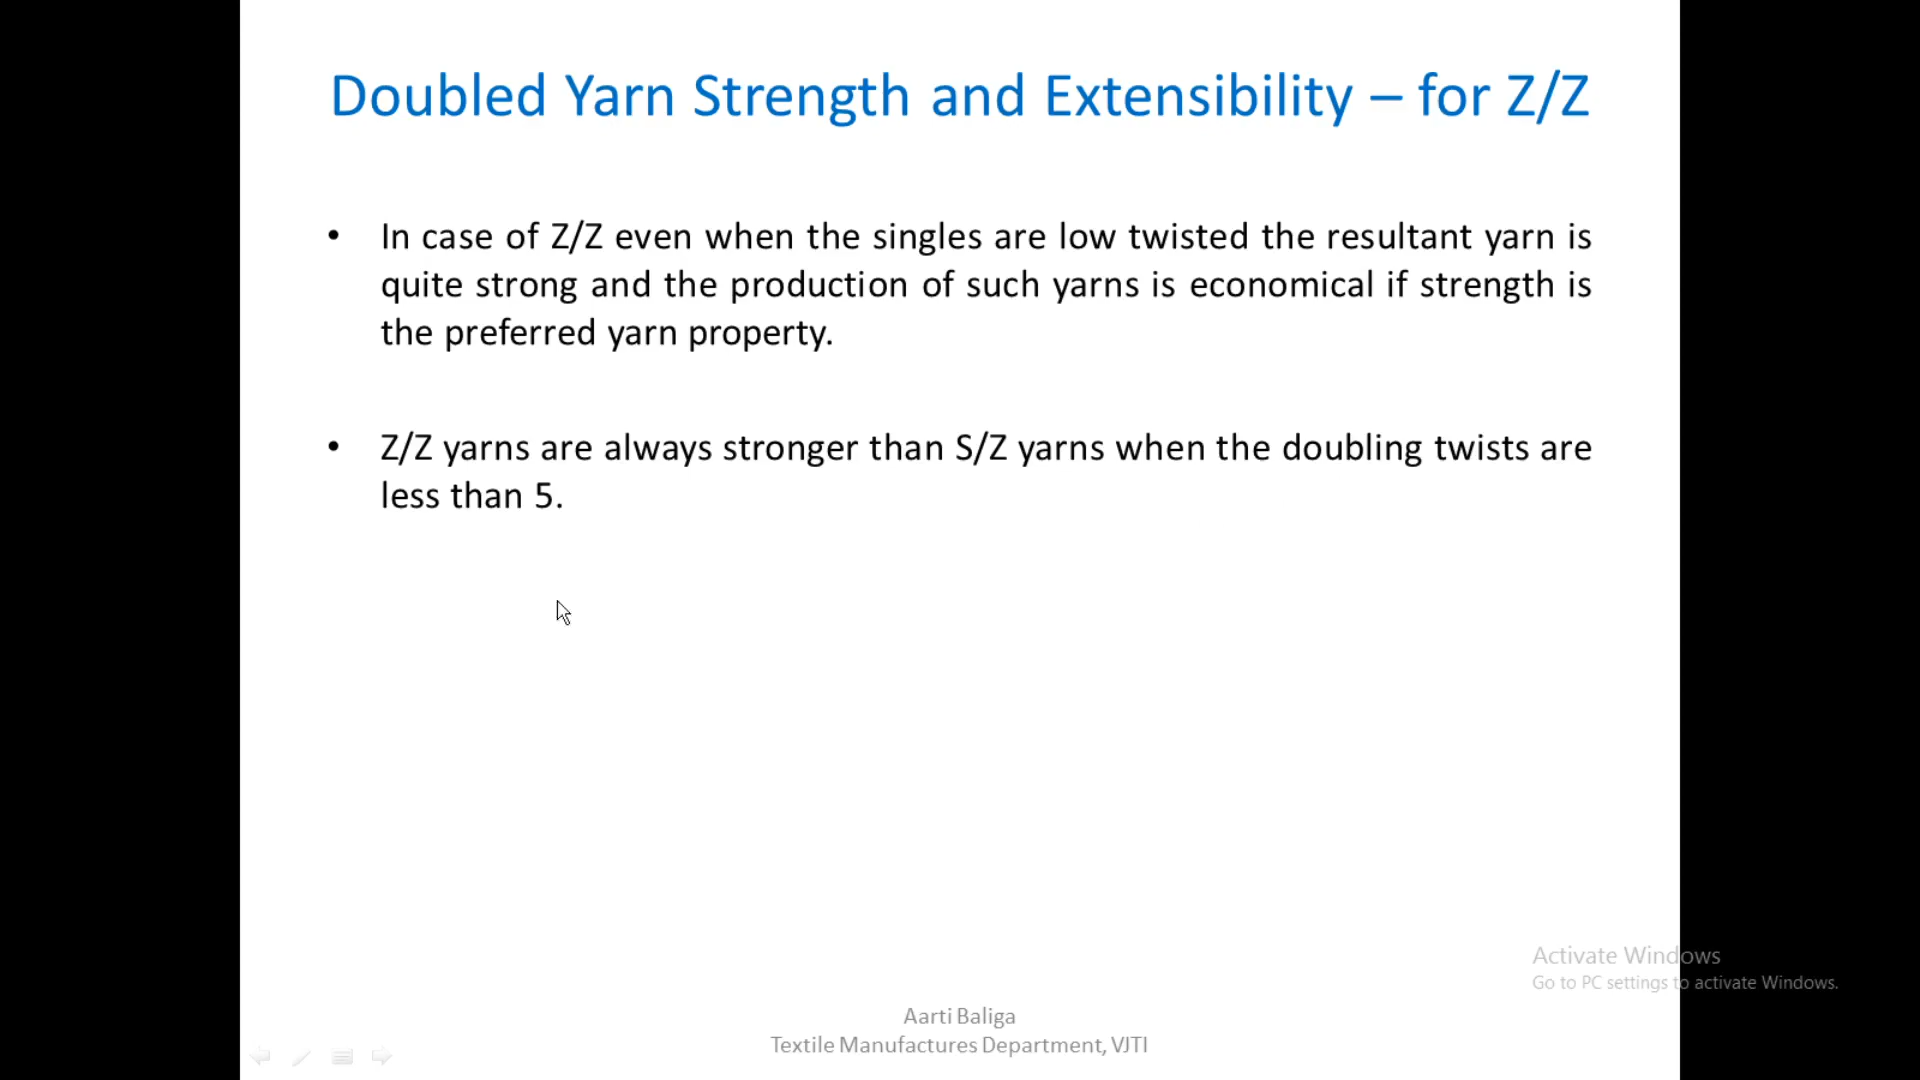 Doubled Yarn Strength and Extensibility – for Z/Z
• In case of Z/Z even when the singles are low twisted the resultant yarn is
quite strong and the production of such yarns is economical if strength is
the preferred yarn property.
• Z/Z yarns are always stronger than S/Z yarns when the doubling twists are
less than 5.
Activate Windows
Go to PC settings to activate Windows.
Aarti Baliga
Textile Manufactures Department, VJTI